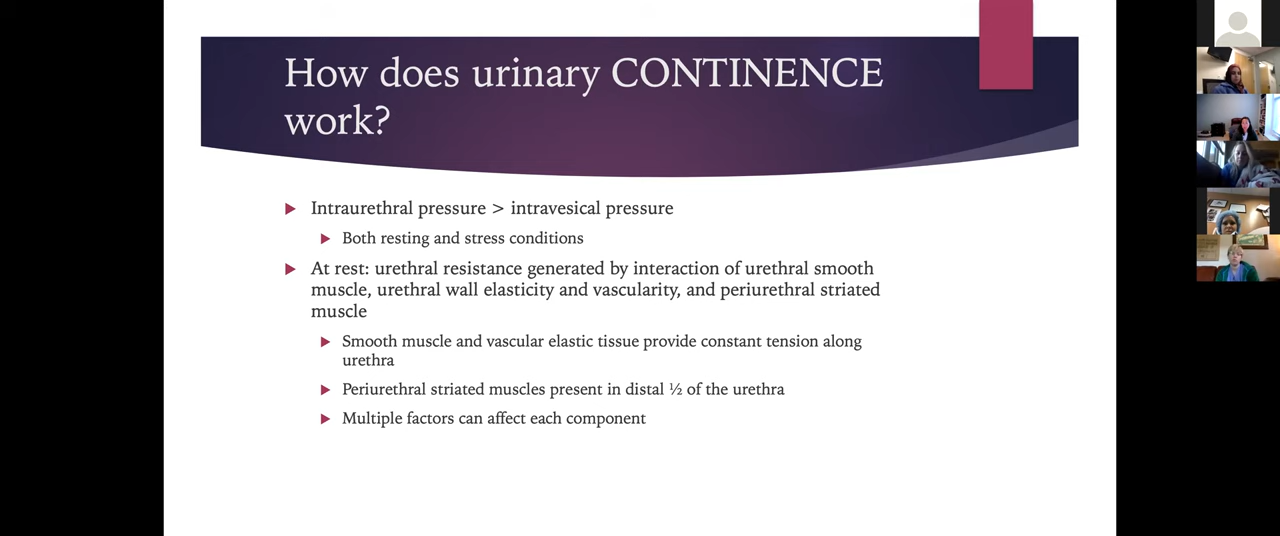 How does urinary CONTINENCE
work?
Intraurethral pressure > intravesical pressure
Both resting and stress conditions
At rest: urethral resistance generated by interaction of urethral smooth
muscle, urethral wall elasticity and vascularity, and periurethral striated
muscle
Smooth muscle and vascular elastic tissue provide constant tension along
urethra
Periurethral striated muscles present in distal ½ of the urethra
Multiple factors can affect each component